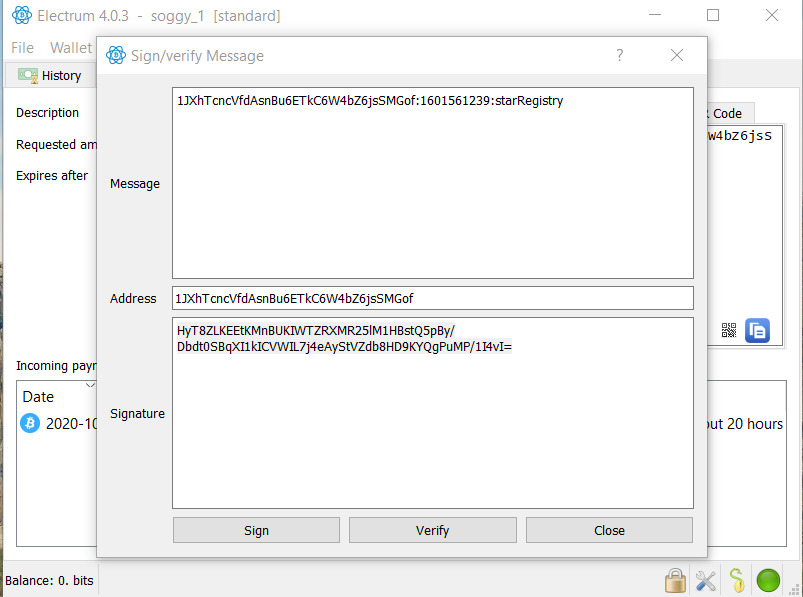 Electrum 4.0.3 - soggy_1 [standard]
File Wallet
Sign/verify Message
?
History
Description
Requested am
Expires after
Code
w4bZ6jsS
Message
1JXhTcncVfdAsnBu6ETkC6W4bZ6jsSMGof:1601561239:starRegistry
Address
1JXhTcncVfdAsnBu6ETkC6W4bZ6jsSMGof
Signature
HyT8ZLKEEtKMnBUKIWTZRXMR25lM1HBstQ5pBy/
Dbdt0SBqXI1kICVWIL7j4eAyStVZdb8HD9KYQgPuMP/1I4vI=
Incoming payr
Date
2020-10
out 20 hours
Sign Verify Close
Balance: 0. bits